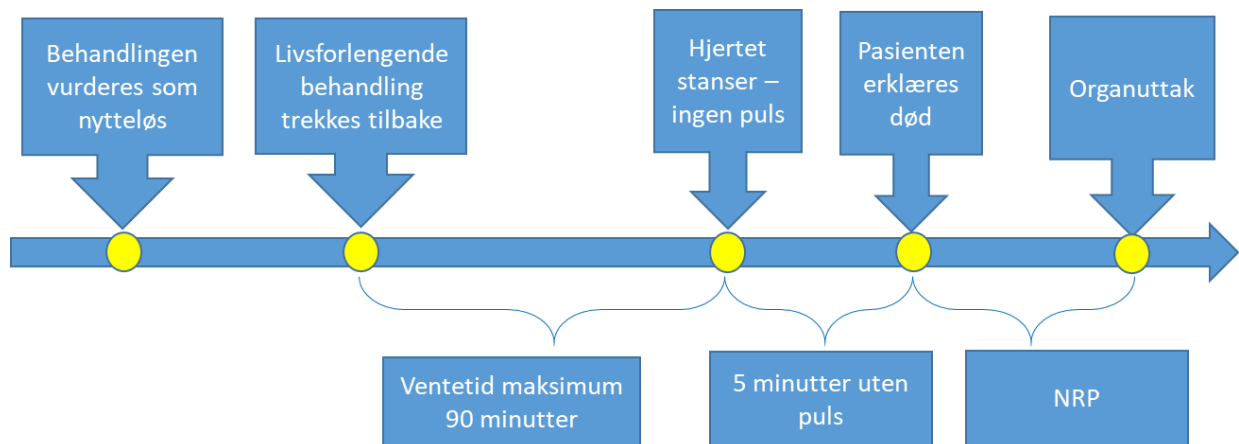 Behandlingen
vurderes som
nytteløs
Livsforlengende
behandling
trekkes tilbake
Hjertet
stanser –
ingen puls
Pasienten
erklæres
død
Organuttak
Ventetid maksimum
90 minutter
5 minutter uten
puls
NRP